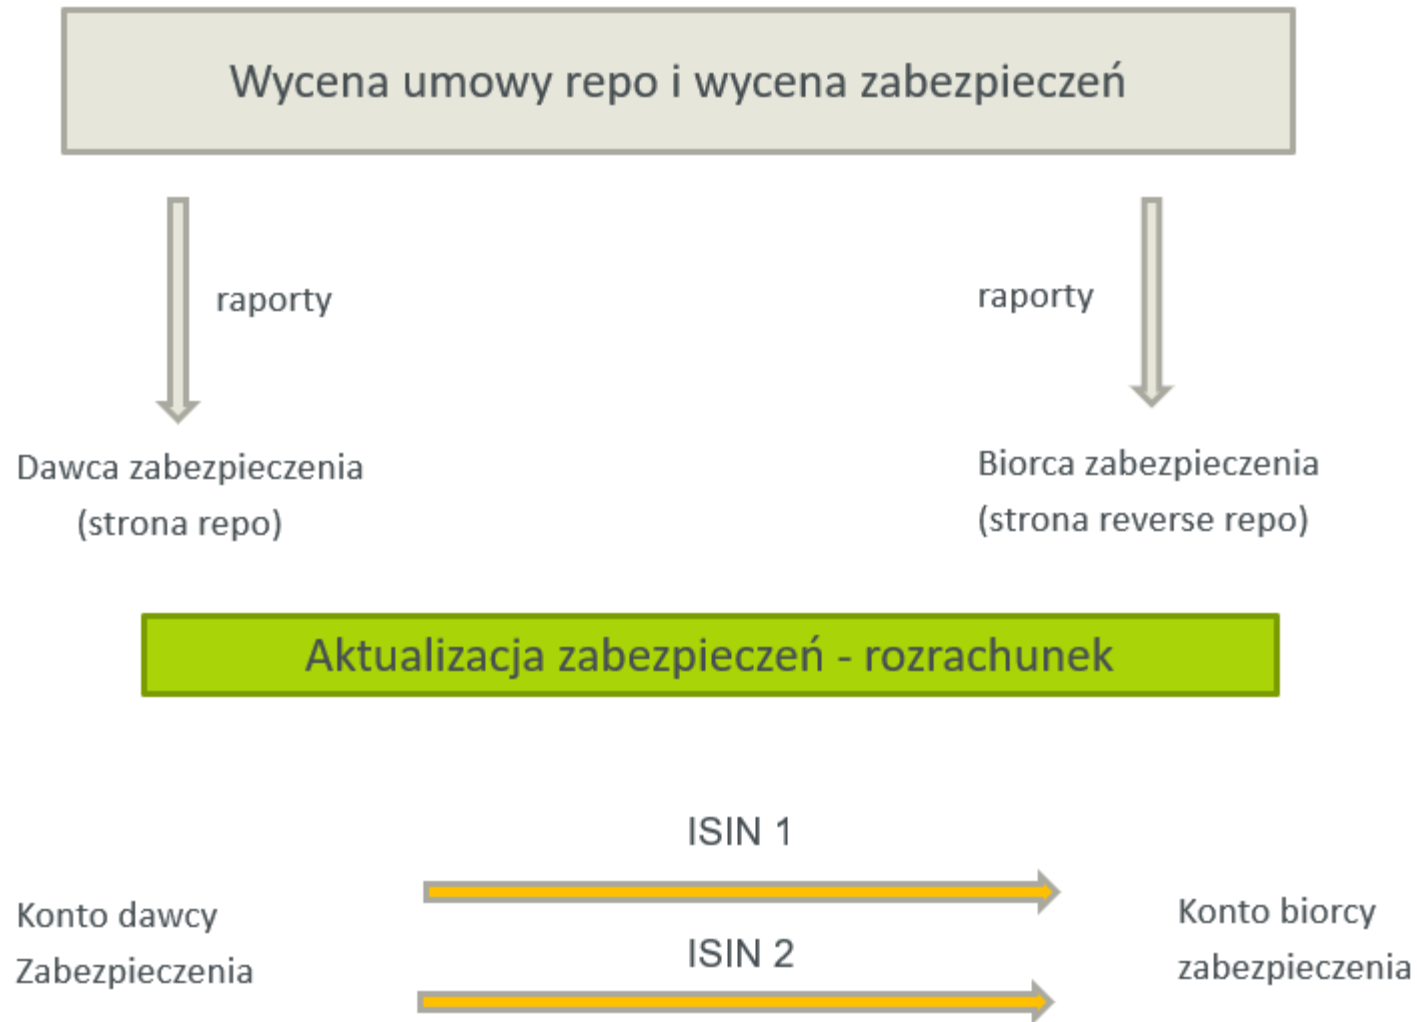 Wycena umowy repo i wycena zabezpieczeń
raporty
raporty
Dawca zabezpieczenia
(strona repo)
Biorca zabezpieczenia
(strona reverse repo)
Aktualizacja zabezpieczeń - rozrachunek
ISIN 1
Konto dawcy
Zabezpieczenia
Konto biorcy
zabezpieczenia
ISIN 2